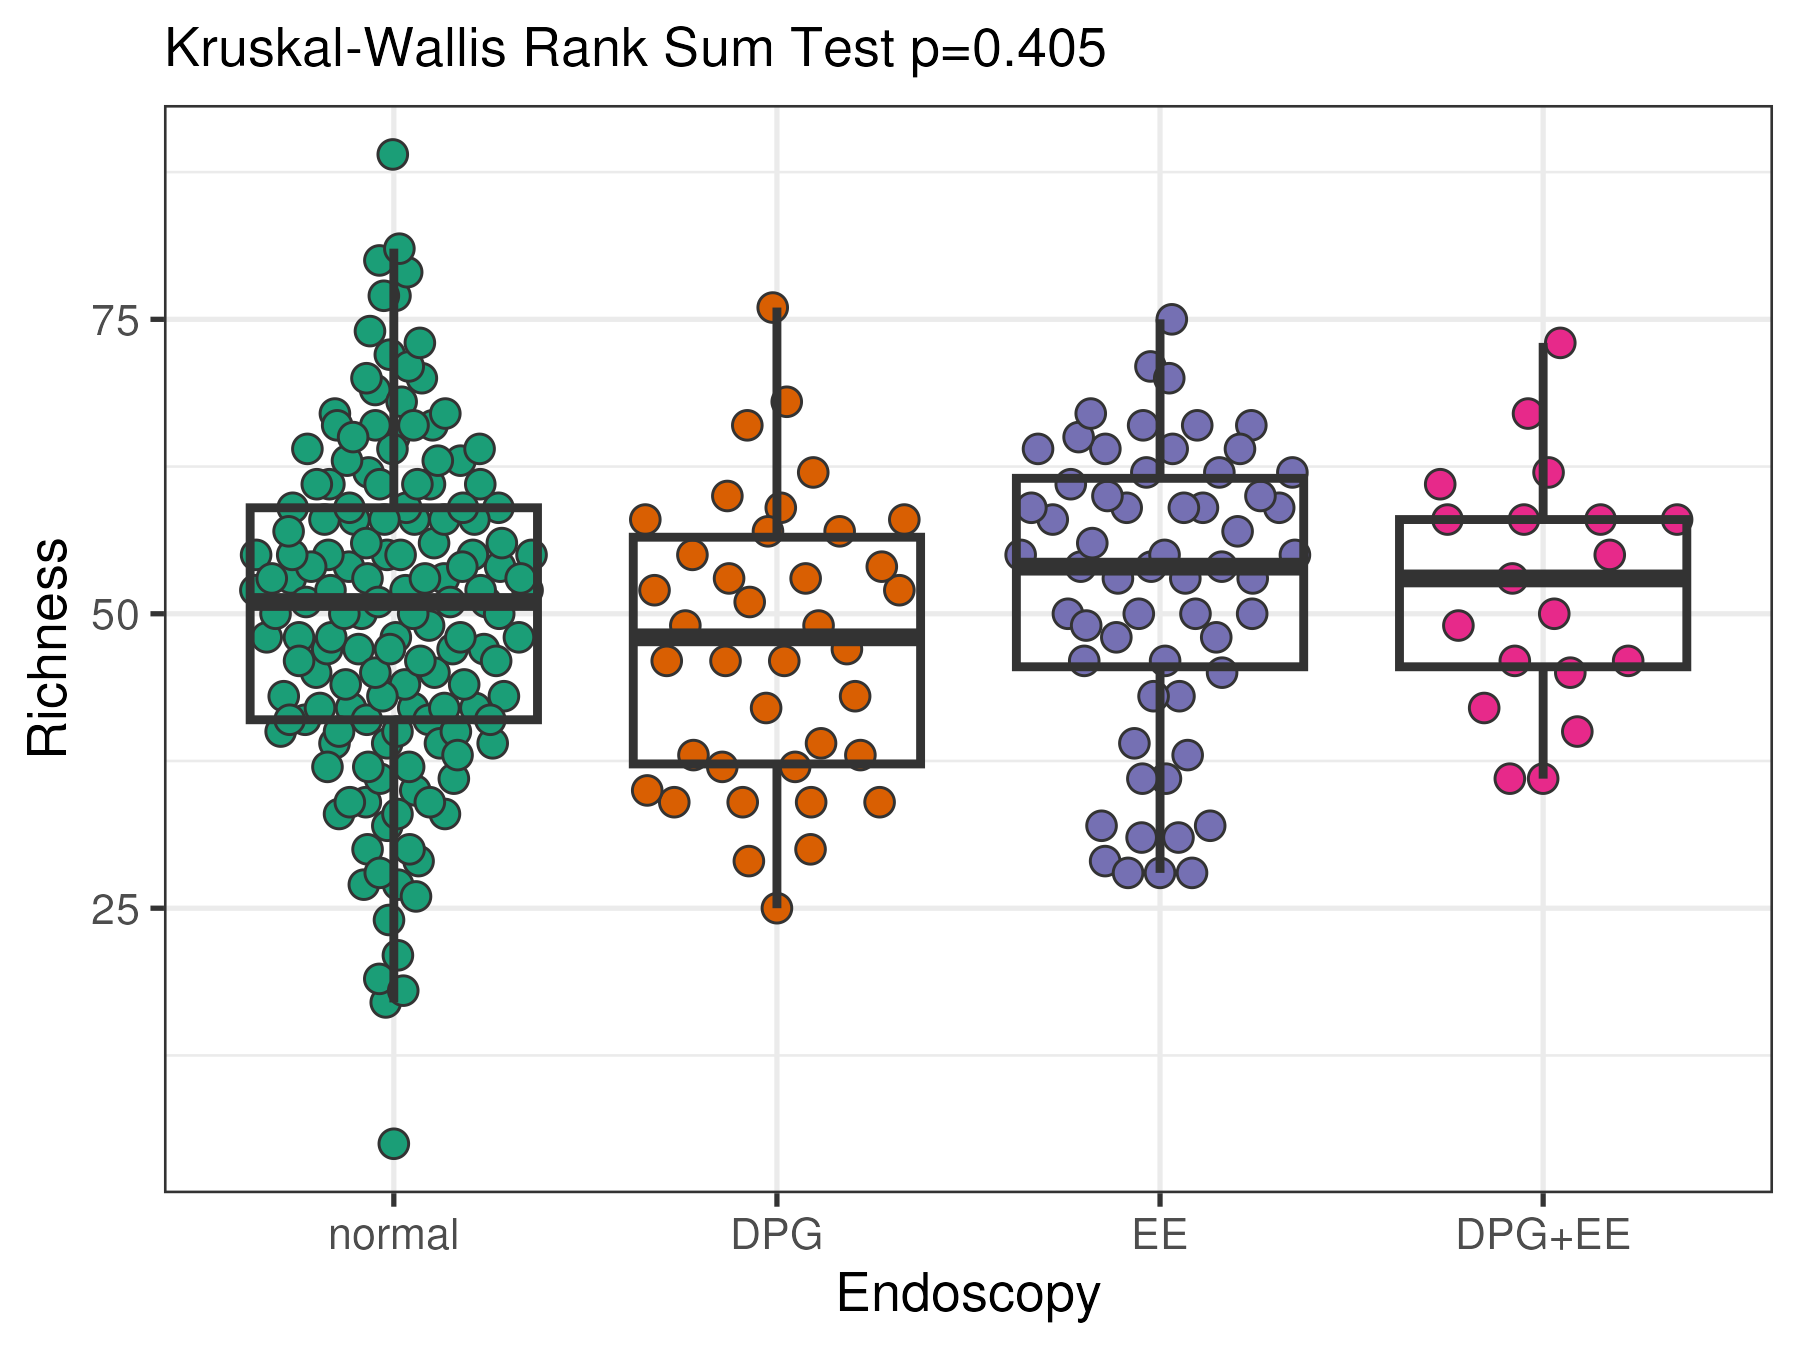 Kruskal-Wallis Rank Sum Test p=0.405
Richness
75
50
25
normal
DPG
EE
DPG+EE
Endoscopy